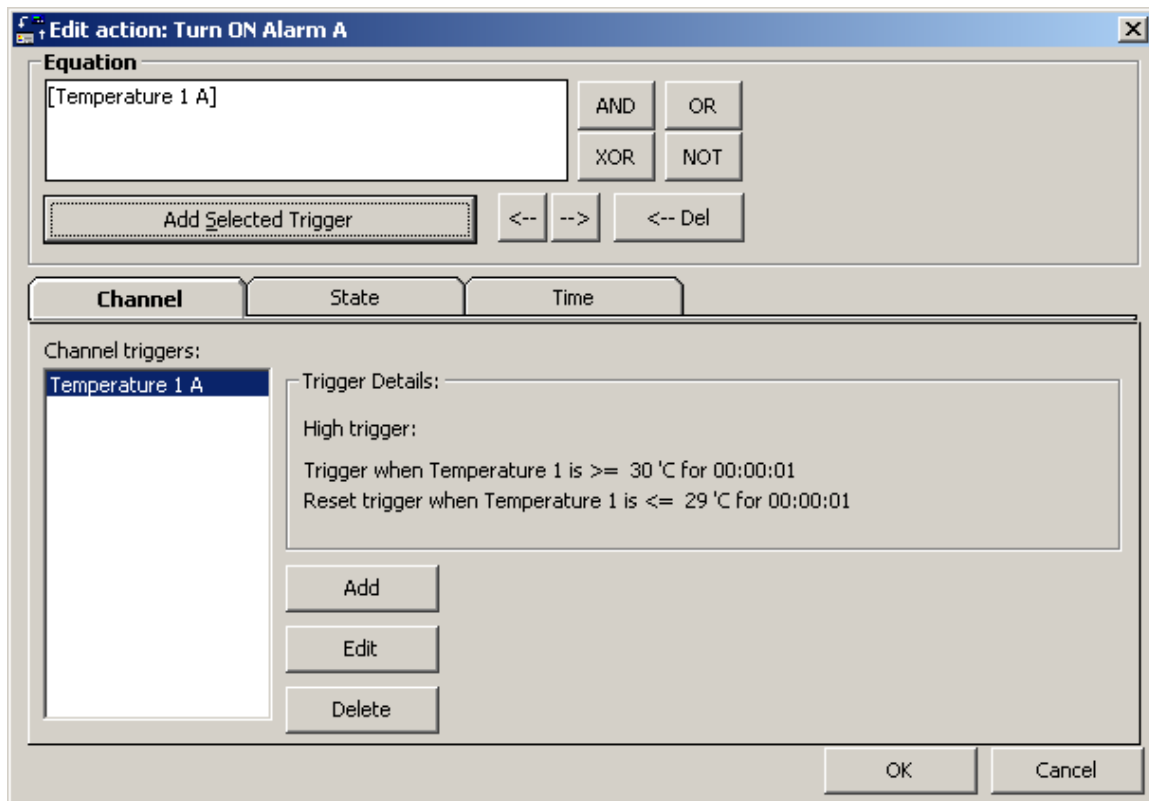 Edit action: Turn ON Alarm A
Equation
[Temperature 1 A]
AND OR
XOR NOT
Add Selected Trigger <-- --> <-- Del
Channel State Time
Channel triggers:
Temperature 1 A
Trigger Details:
High trigger:
Trigger when Temperature 1 is >= 30 'C for 00:00:01
Reset trigger when Temperature 1 is <= 29 'C for 00:00:01
Add
Edit
Delete
OK Cancel